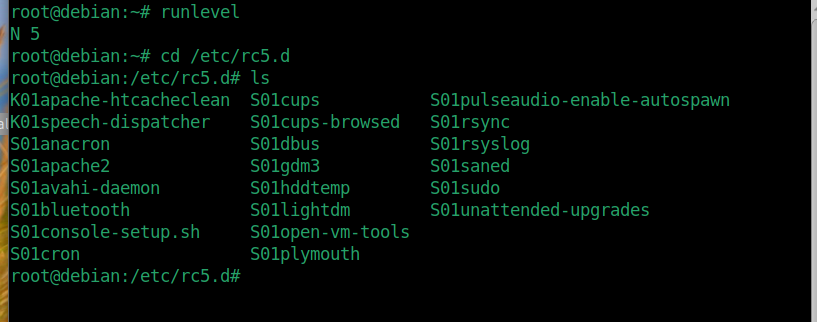 root@debian:~# runlevel
N 5
root@debian:~# cd /etc/rc5.d
root@debian:/etc/rc5.d# ls
K01apache-htcacheclean  S01cups          S01pulseaudio-enable-autospawn
K01speech-dispatcher    S01cups-browsed  S01rsync
S01anacron              S01dbus          S01rsyslog
S01apache2              S01gdm3          S01saned
S01avahi-daemon         S01hddtemp       S01sudo
S01bluetooth            S01lightdm       S01unattended-upgrades
S01console-setup.sh     S01open-vm-tools
S01cron                 S01plymouth
root@debian:/etc/rc5.d#